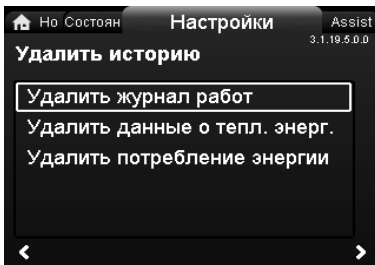 Но Состоян Настройки Assist
3.1.19.5.0.0
Удалить историю
Удалить журнал работ
Удалить данные о тепл. энерг.
Удалить потребление энергии